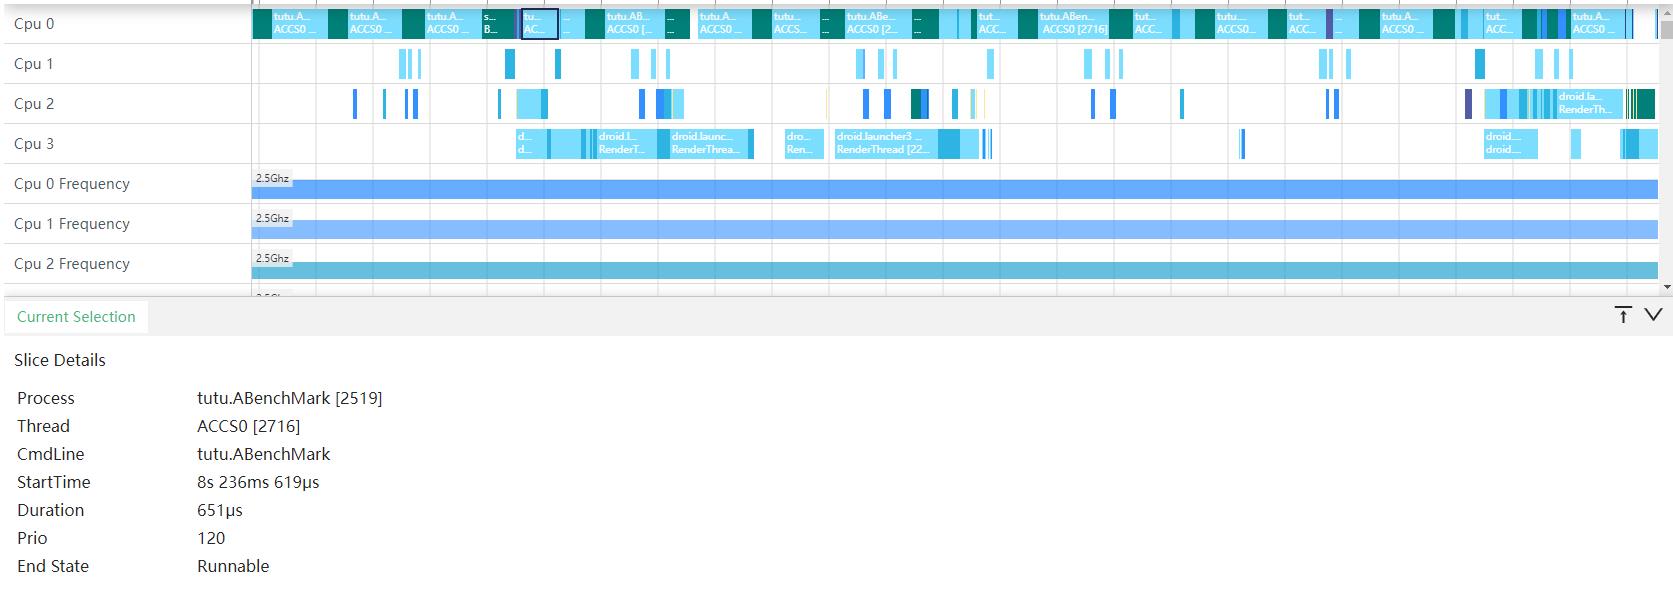 Cpu 0
tutu.A... tutu.A... tutu.A... s... tu... ... tutu.AB... ... tutu.A... tutu... ... tutu.ABe... ... tut... tutu.ABen... tut... tutu.... tut... ... tutu.A... tut... tutu.A...
ACCS0 ... ACCS0 ... ACCS0 ... B... AC... ... ACCS0 [... ... ACCS0 ... ACCS... ... ACCS0 [2... ... ACC... ACCS0 [2716] ACC... ACCS0 ... ACC... ... ACCS0 ... ACC... ACCS0 ...
Cpu 1
Cpu 2
droid.la...
RenderTh...
Cpu 3
d... droid.l... droid.launc... dro... droid.launcher3 ... droid....
d... RenderT... RenderThrea... Ren... RenderThread [22... droid....
Cpu 0 Frequency
2.5Ghz
Cpu 1 Frequency
2.5Ghz
Cpu 2 Frequency
2.5Ghz
Current Selection
Slice Details
Process tutu.ABenchMark [2519]
Thread ACCS0 [2716]
CmdLine tutu.ABenchMark
StartTime 8s 236ms 619μs
Duration 651μs
Prio 120
End State Runnable